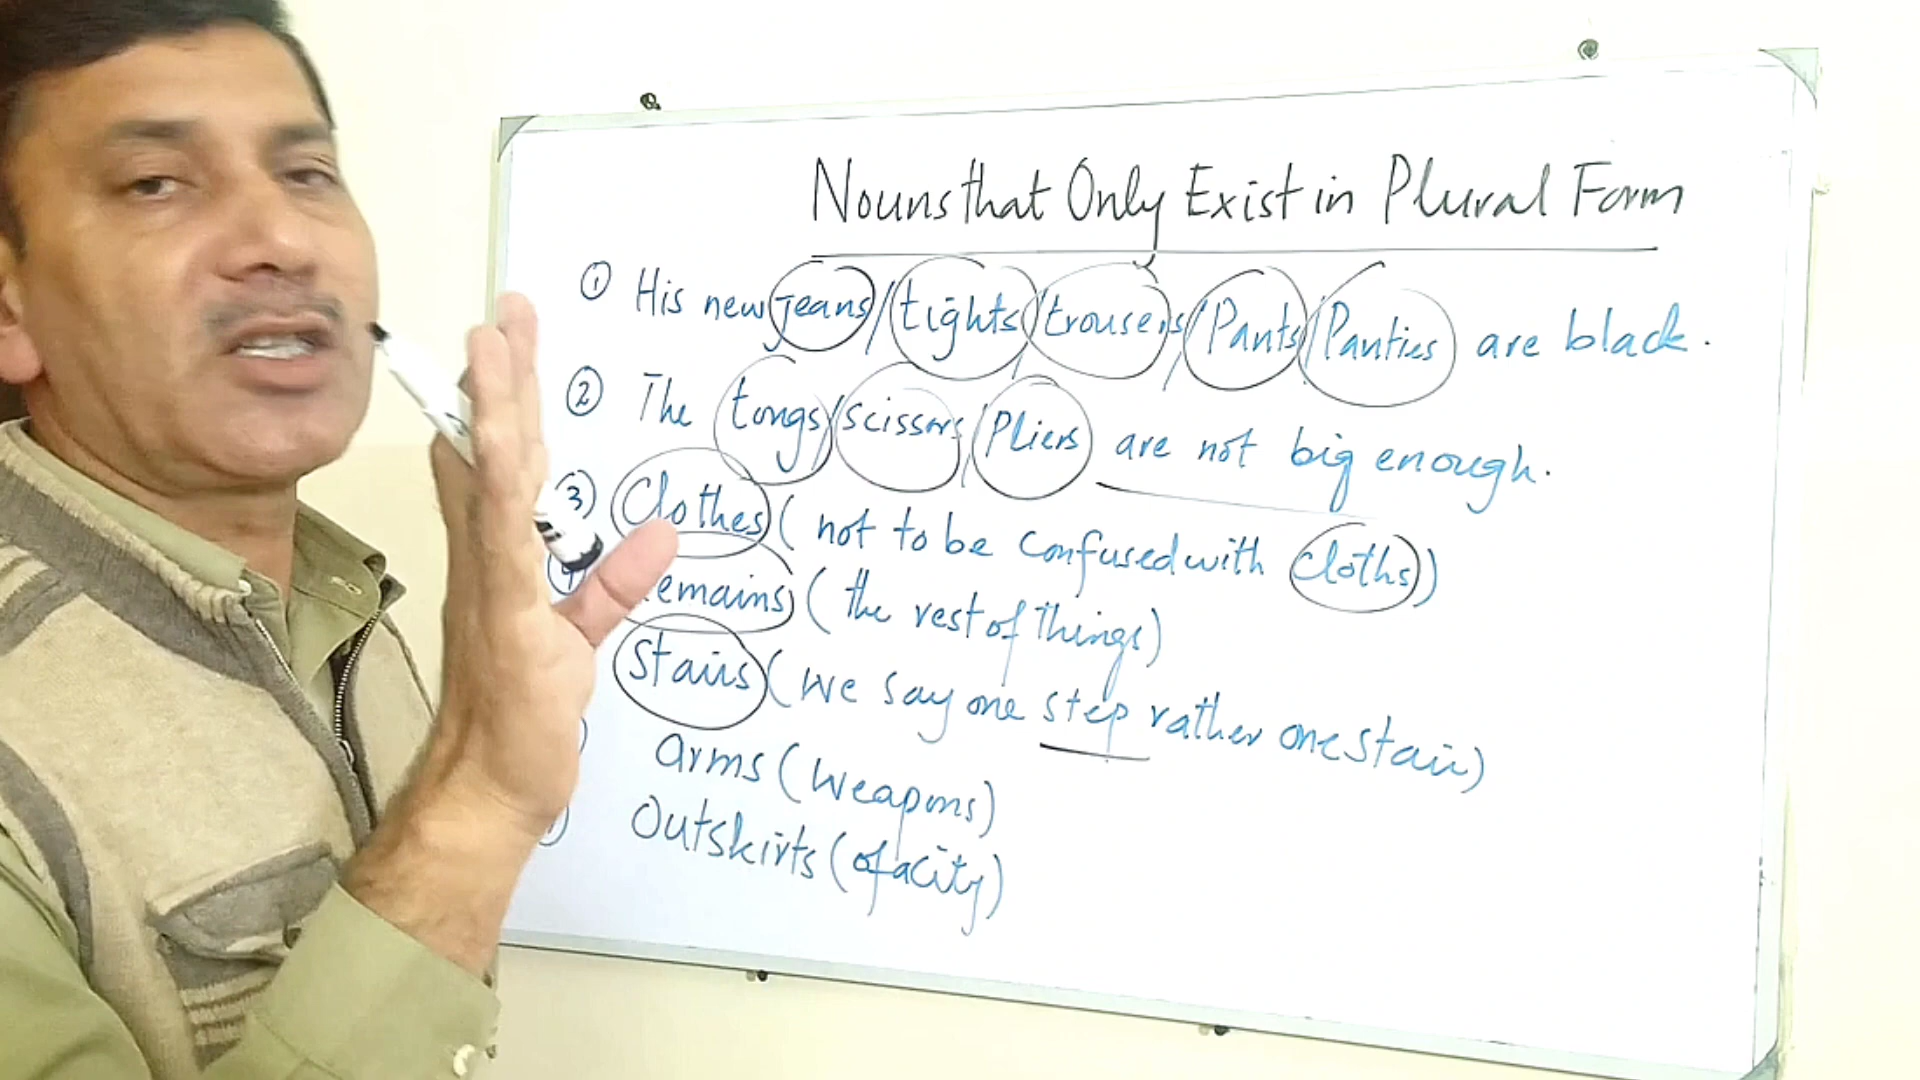 Nouns that Only Exist in Plural Form
① His new jeans/tights/trousers/Pants/Panties are black.
② The tongs/scissors/Pliers are not big enough.
③ Clothes (not to be confused with cloths)
emains (the rest of things)
Stairs (we say one step rather one stair)
arms (weapons)
Outskirts (of a city)